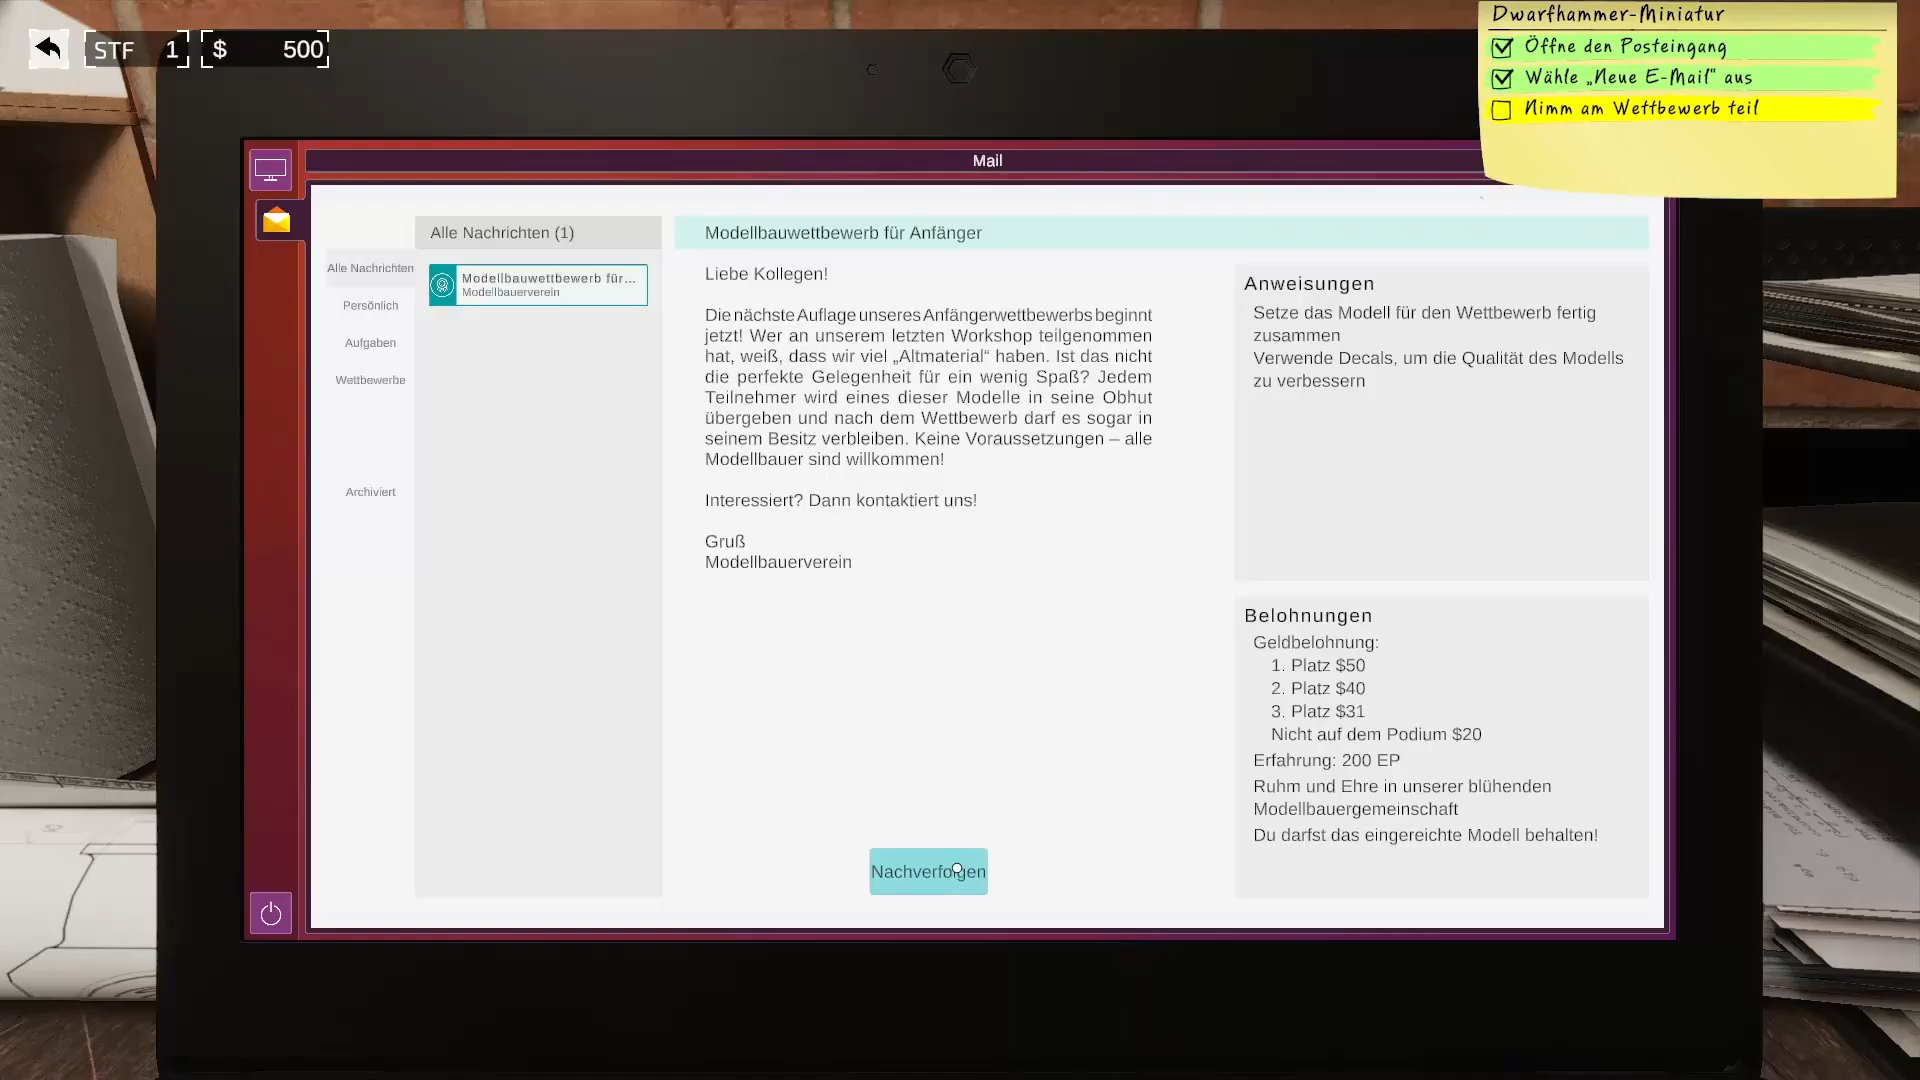 STF 1 $ 500
Dwarfhammer-Miniatur
Öffne den Posteingang
Wähle „Neue E-Mail“ aus
Nimm am Wettbewerb teil
Mail
Alle Nachrichten
Persönlich
Aufgaben
Wettbewerbe
Archiviert
Alle Nachrichten (1)
Modellbauwettbewerb für...
Modellbauerverein
Modellbauwettbewerb für Anfänger
Liebe Kollegen!
Die nächste Auflage unseres Anfängerwettbewerbs beginnt
jetzt! Wer an unserem letzten Workshop teilgenommen
hat, weiß, dass wir viel „Altmaterial“ haben. Ist das nicht
die perfekte Gelegenheit für ein wenig Spaß? Jedem
Teilnehmer wird eines dieser Modelle in seine Obhut
übergeben und nach dem Wettbewerb darf es sogar in
seinem Besitz verbleiben. Keine Voraussetzungen – alle
Modellbauer sind willkommen!
Interessiert? Dann kontaktiert uns!
Gruß
Modellbauerverein
Nachverfolgen
Anweisungen
Setze das Modell für den Wettbewerb fertig
zusammen
Verwende Decals, um die Qualität des Modells
zu verbessern
Belohnungen
Geldbelohnung:
1. Platz $50
2. Platz $40
3. Platz $31
Nicht auf dem Podium $20
Erfahrung: 200 EP
Ruhm und Ehre in unserer blühenden
Modellbauergemeinschaft
Du darfst das eingereichte Modell behalten!